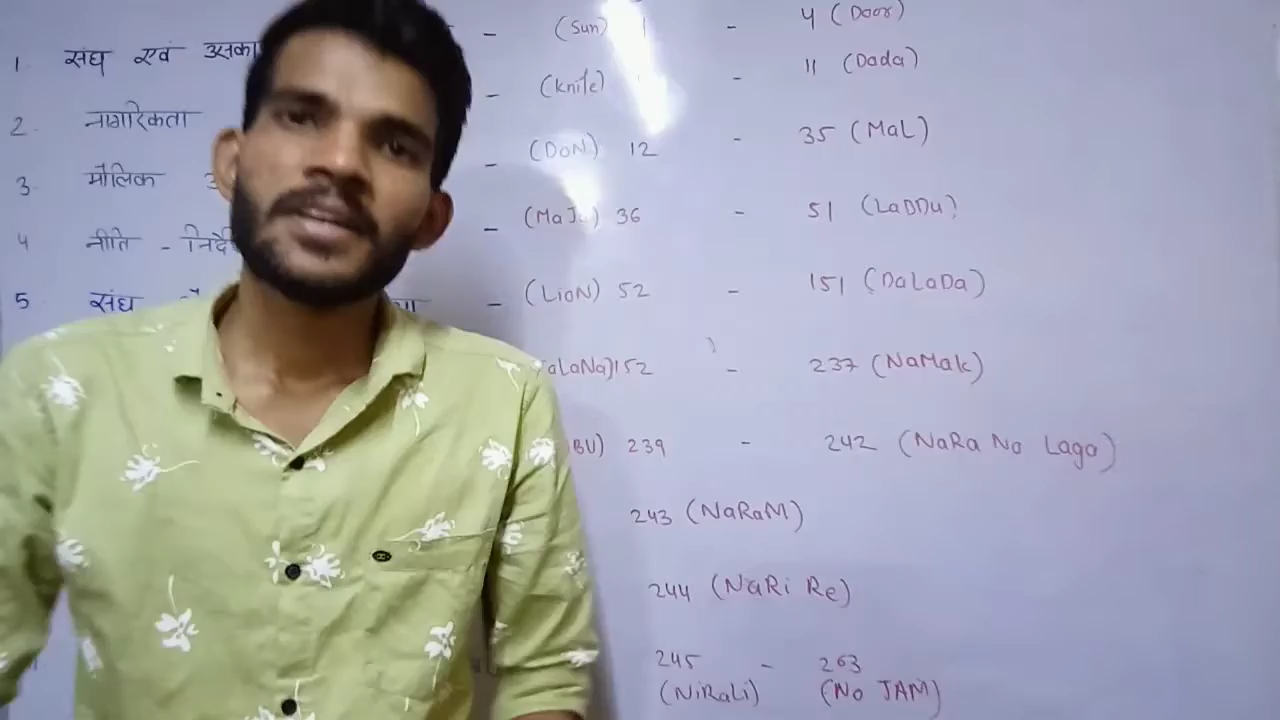 1. संघ एवं उसका - (Sun) 1 - 4 (Door)
2. नागरिकता - (Knife) - 11 (Dada)
3. मौलिक - (DoN) 12 - 35 (MaL)
4 नीति - - 36 - 51 (LaDDu)
5 संघ - (LioN) 52 - 151 (DaLaDa)
aLaNa) 152 - 237 (NaMak)
BU) 239 - 242 (NaRa No Laga)
243 (NaRaM)
244 (NaRi Re)
245 - 263
(NiRaLi) (No JAM)